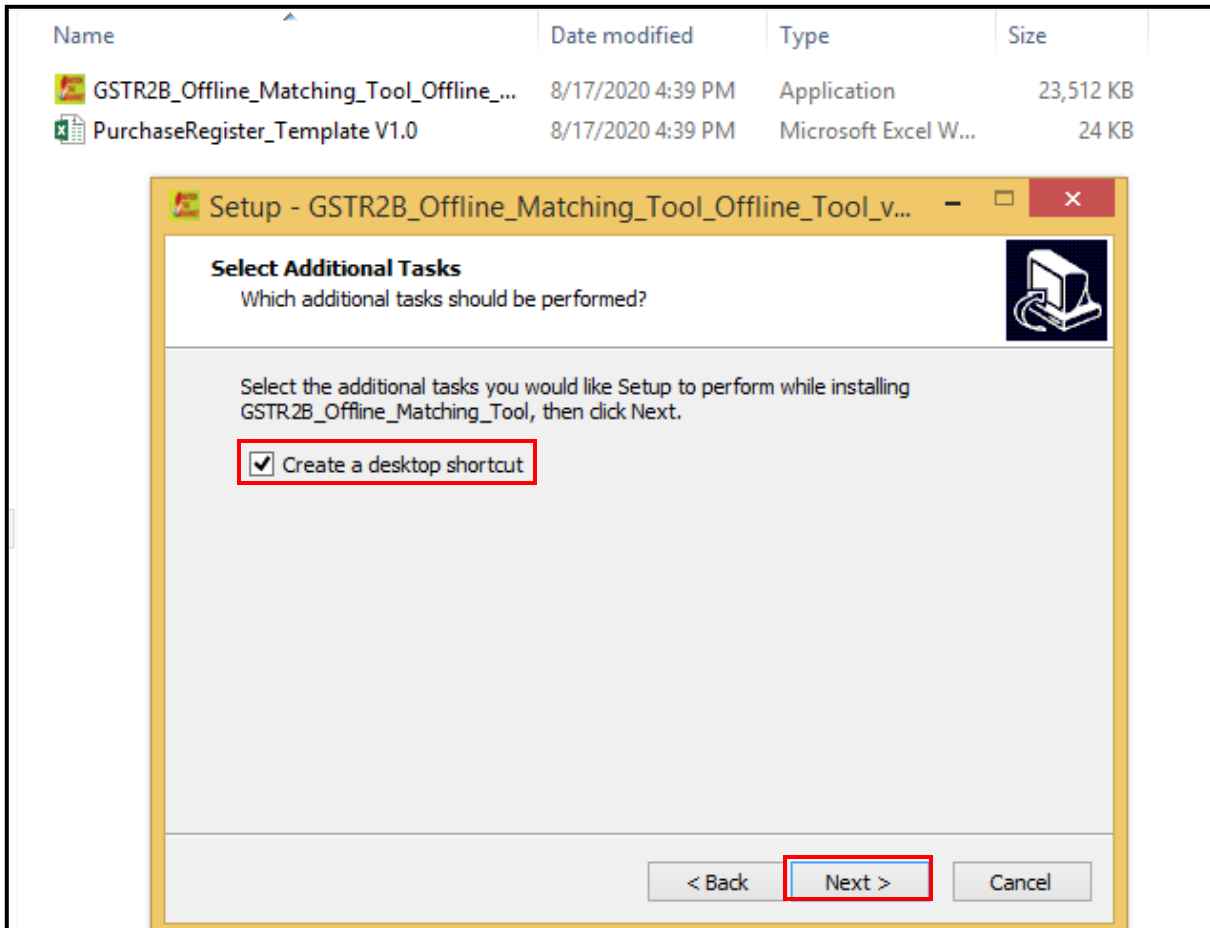 Name Date modified Type Size
GSTR2B_Offline_Matching_Tool_Offline_... 8/17/2020 4:39 PM Application 23,512 KB
PurchaseRegister_Template V1.0 8/17/2020 4:39 PM Microsoft Excel W... 24 KB
Setup - GSTR2B_Offline_Matching_Tool_Offline_Tool_v...
Select Additional Tasks
Which additional tasks should be performed?
Select the additional tasks you would like Setup to perform while installing
GSTR2B_Offline_Matching_Tool, then click Next.
Create a desktop shortcut
< Back Next > Cancel